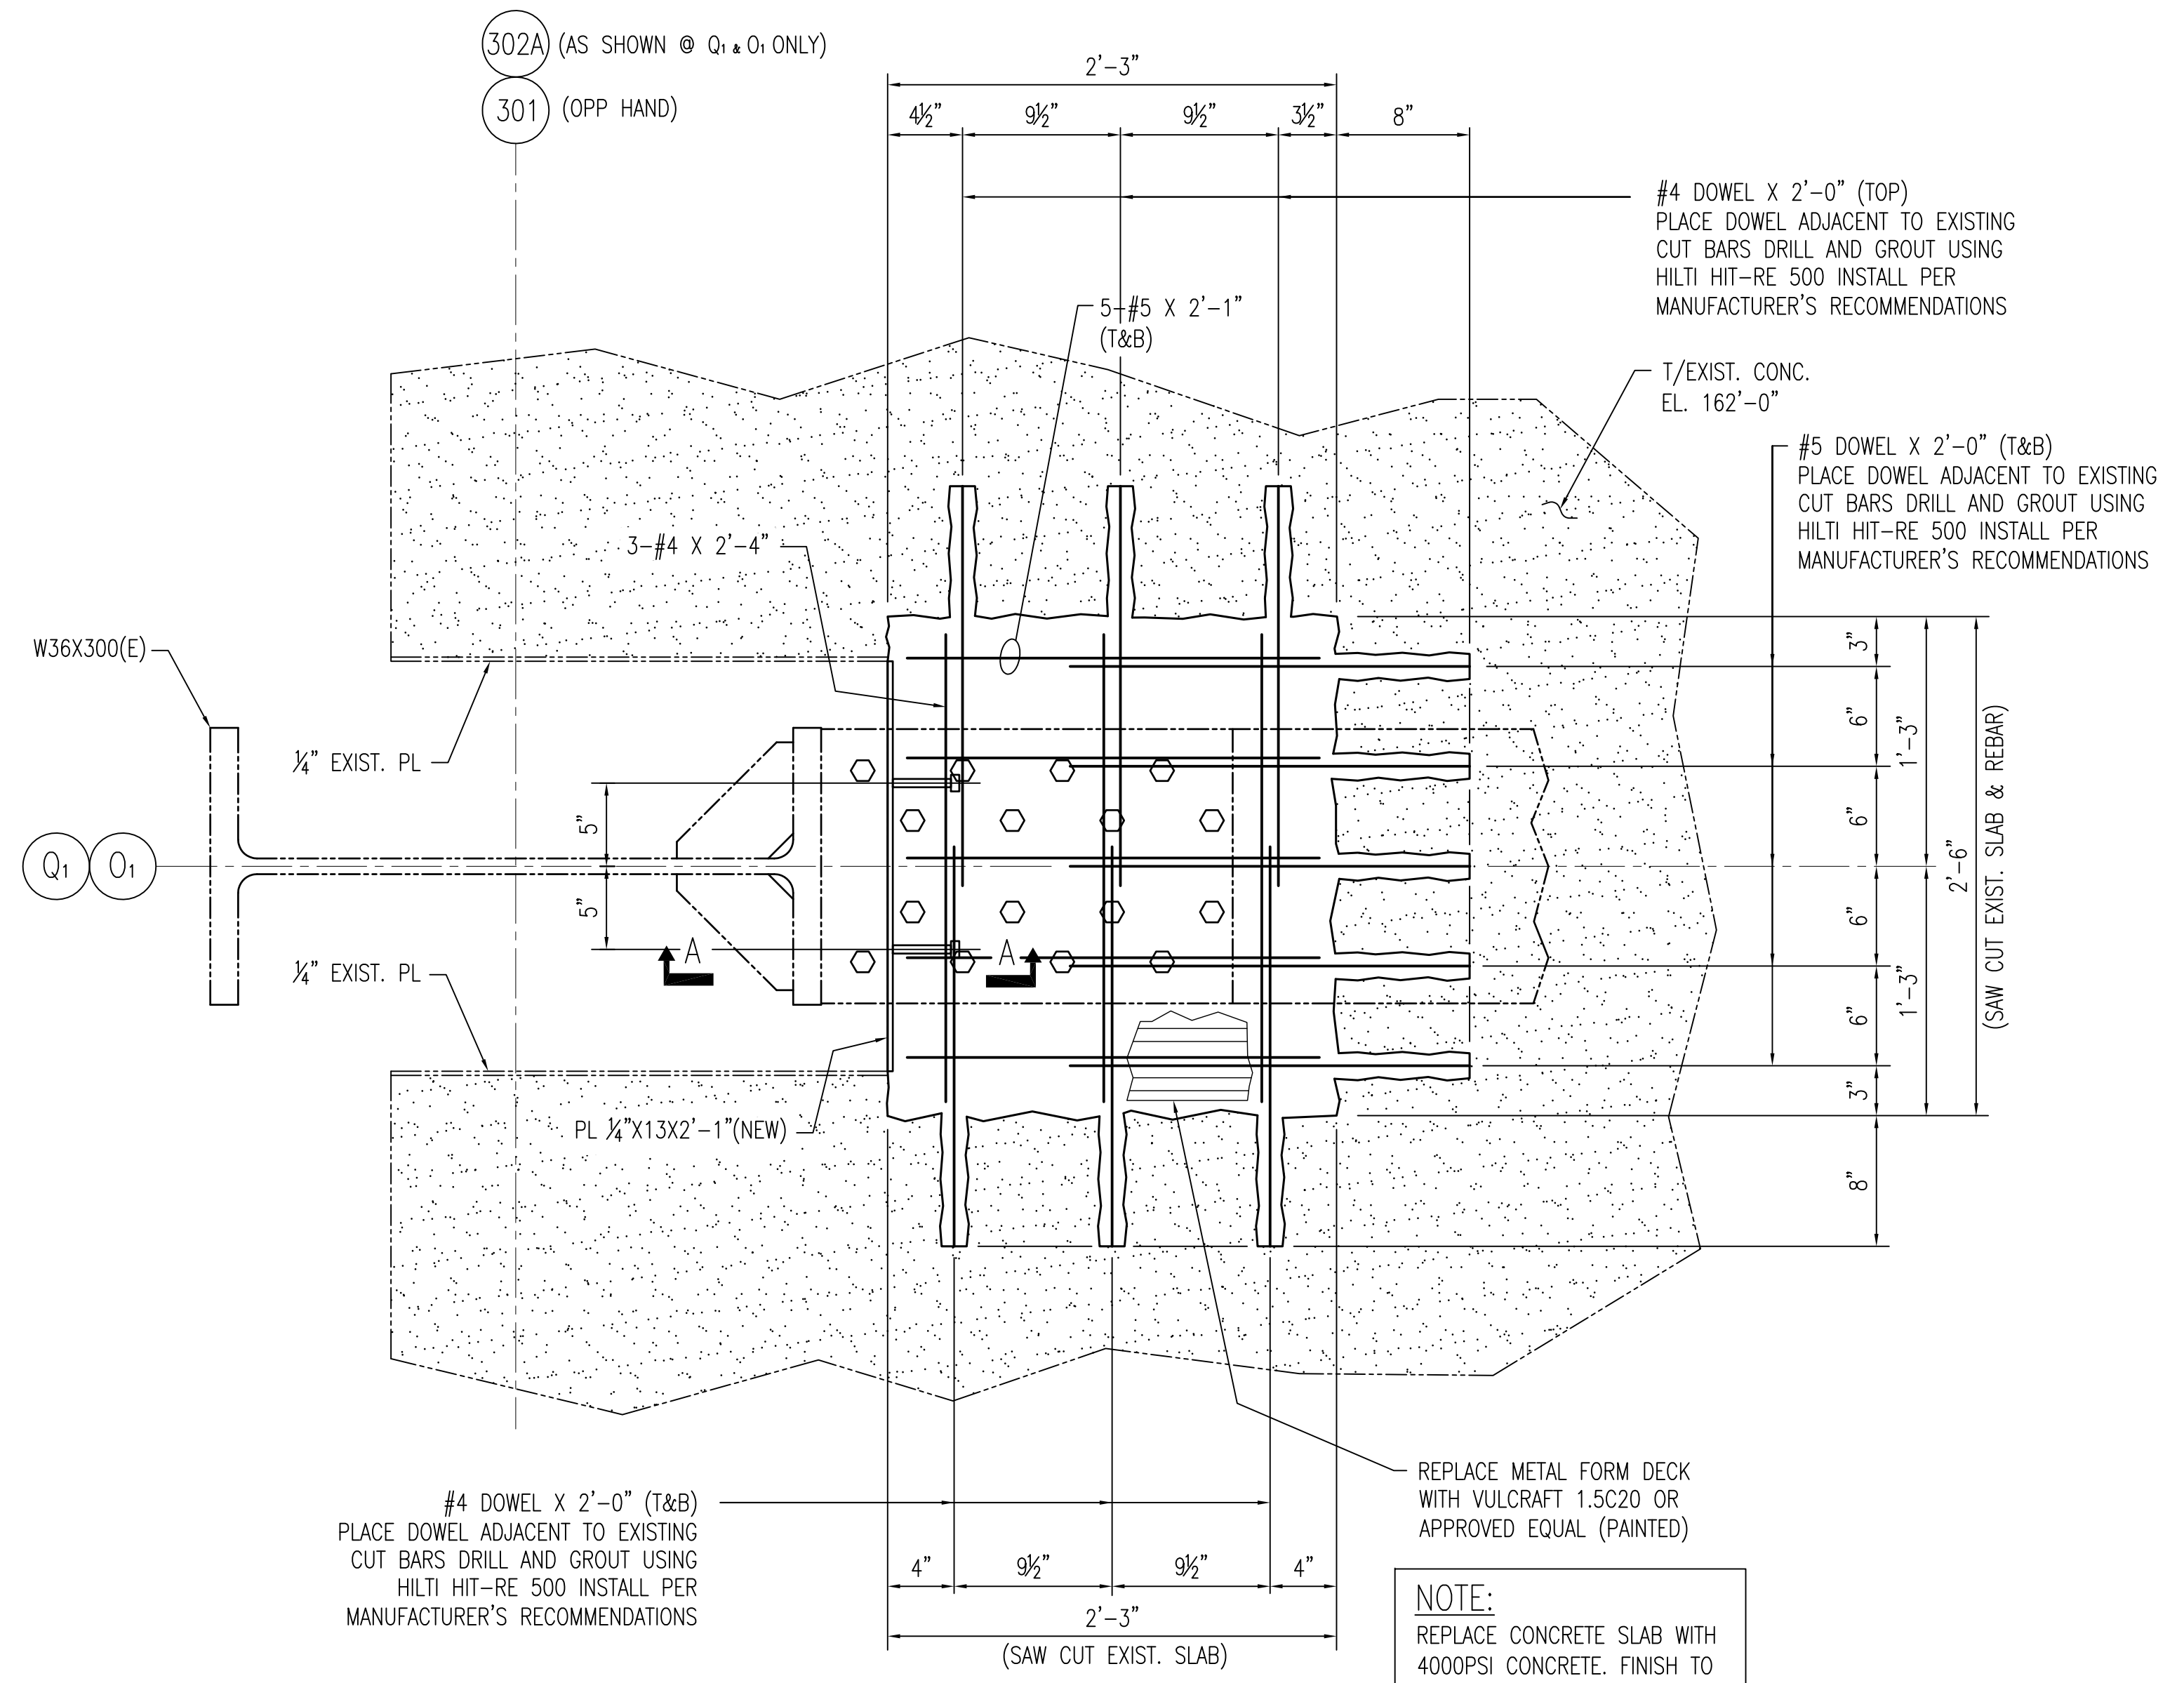 302A (AS SHOWN @ Q1 & O1 ONLY)
301 (OPP HAND)
2'-3"
4½" 9½" 9½" 3½" 8"
#4 DOWEL X 2'-0" (TOP)
PLACE DOWEL ADJACENT TO EXISTING
CUT BARS DRILL AND GROUT USING
HILTI HIT-RE 500 INSTALL PER
MANUFACTURER'S RECOMMENDATIONS
5-#5 X 2'-1"
(T&B)
T/EXIST. CONC.
EL. 162'-0"
#5 DOWEL X 2'-0" (T&B)
PLACE DOWEL ADJACENT TO EXISTING
CUT BARS DRILL AND GROUT USING
HILTI HIT-RE 500 INSTALL PER
MANUFACTURER'S RECOMMENDATIONS
3-#4 X 2'-4"
W36X300(E)
¼" EXIST. PL
Q1 O1
5"
5"
A A
¼" EXIST. PL
PL ¼"X13X2'-1"(NEW)
3"
6"
6"
6"
6"
3"
8"
1'-3"
1'-3"
2'-6"
(SAW CUT EXIST. SLAB & REBAR)
REPLACE METAL FORM DECK
WITH VULCRAFT 1.5C20 OR
APPROVED EQUAL (PAINTED)
#4 DOWEL X 2'-0" (T&B)
PLACE DOWEL ADJACENT TO EXISTING
CUT BARS DRILL AND GROUT USING
HILTI HIT-RE 500 INSTALL PER
MANUFACTURER'S RECOMMENDATIONS
4" 9½" 9½" 4"
2'-3"
(SAW CUT EXIST. SLAB)
NOTE:
REPLACE CONCRETE SLAB WITH
4000PSI CONCRETE. FINISH TO